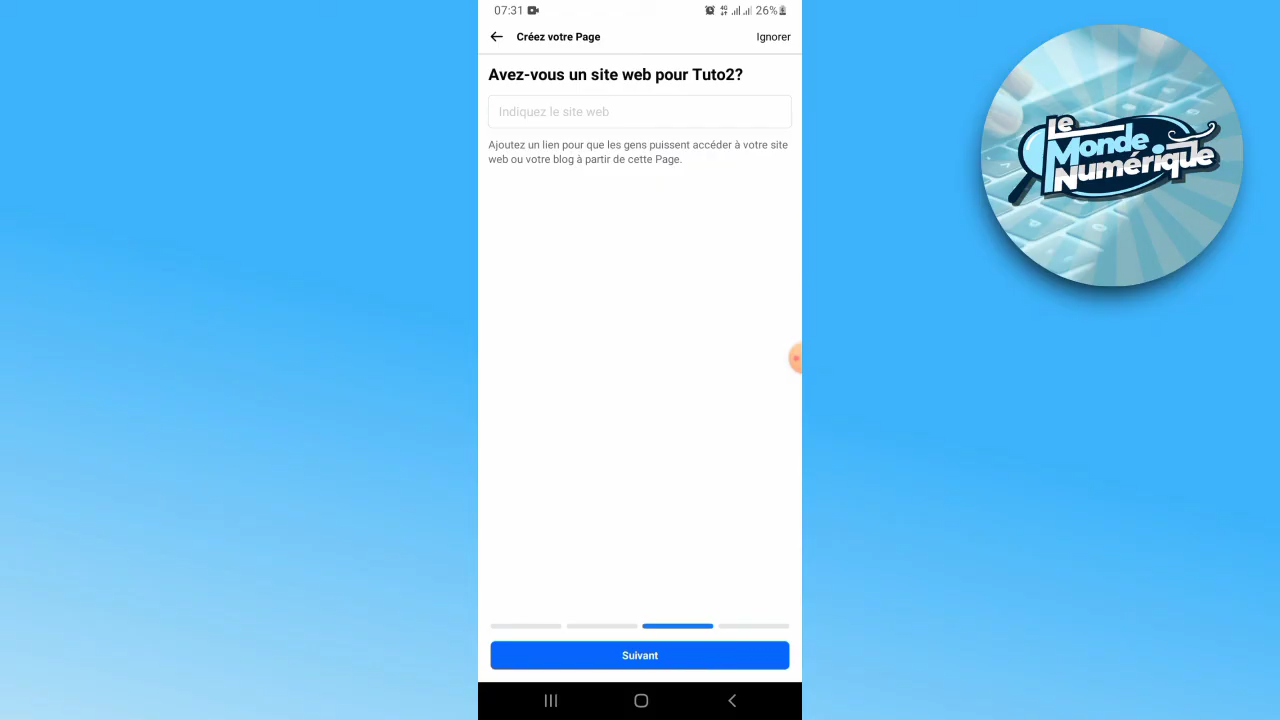 07:31
4G
26%
Créez votre Page
Ignorer
Avez-vous un site web pour Tuto2?
Indiquez le site web
Ajoutez un lien pour que les gens puissent accéder à votre site
web ou votre blog à partir de cette Page.
Suivant
Le
Monde
Numérique